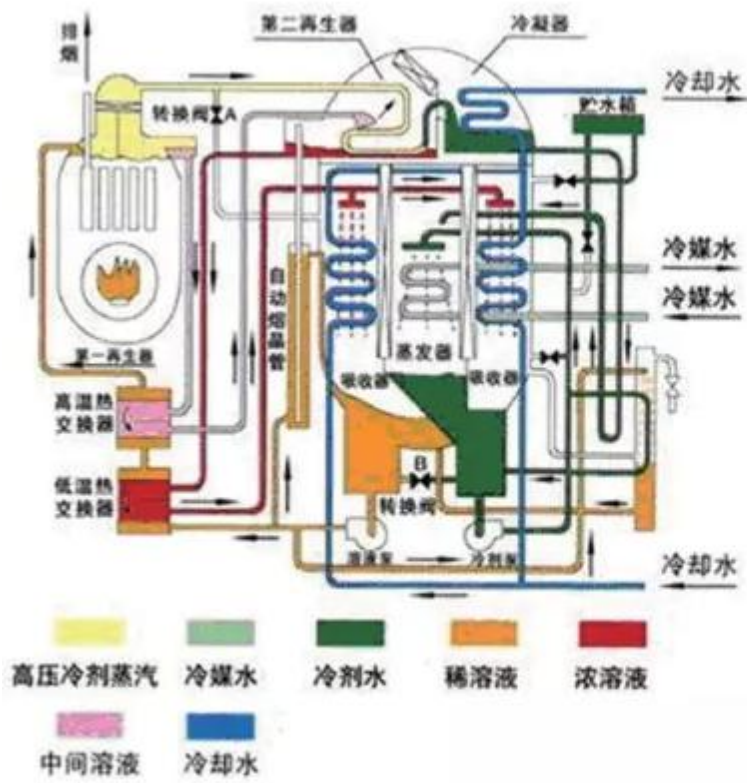 排烟
第二再生器
冷凝器
冷却水
转换阀
A
贮水箱
冷媒水
冷媒水
自动熔晶管
蒸发器
第一再生器
吸收器
吸收器
高温热
交换器
B
低温热
交换器
转换阀
溶液泵
冷剂泵
冷却水
高压冷剂蒸汽
冷媒水
冷剂水
稀溶液
浓溶液
中间溶液
冷却水